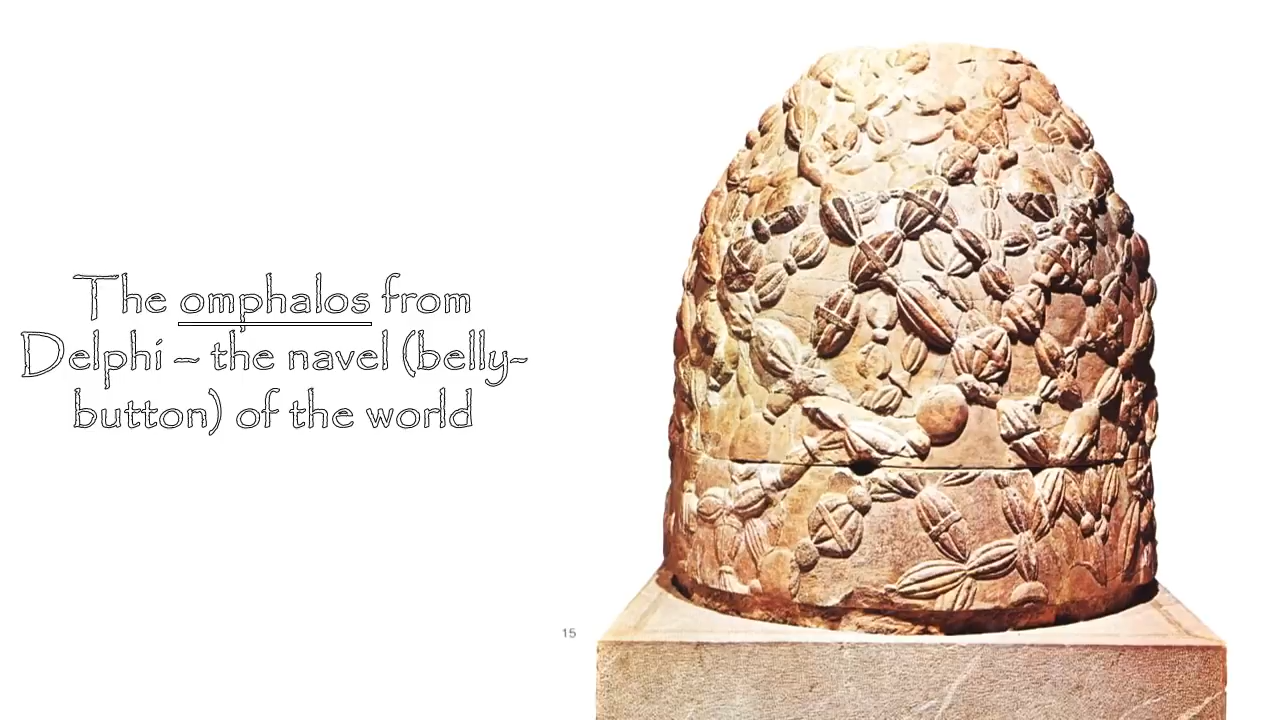 The omphalos from
Delphi – the navel (belly-
button) of the world
15